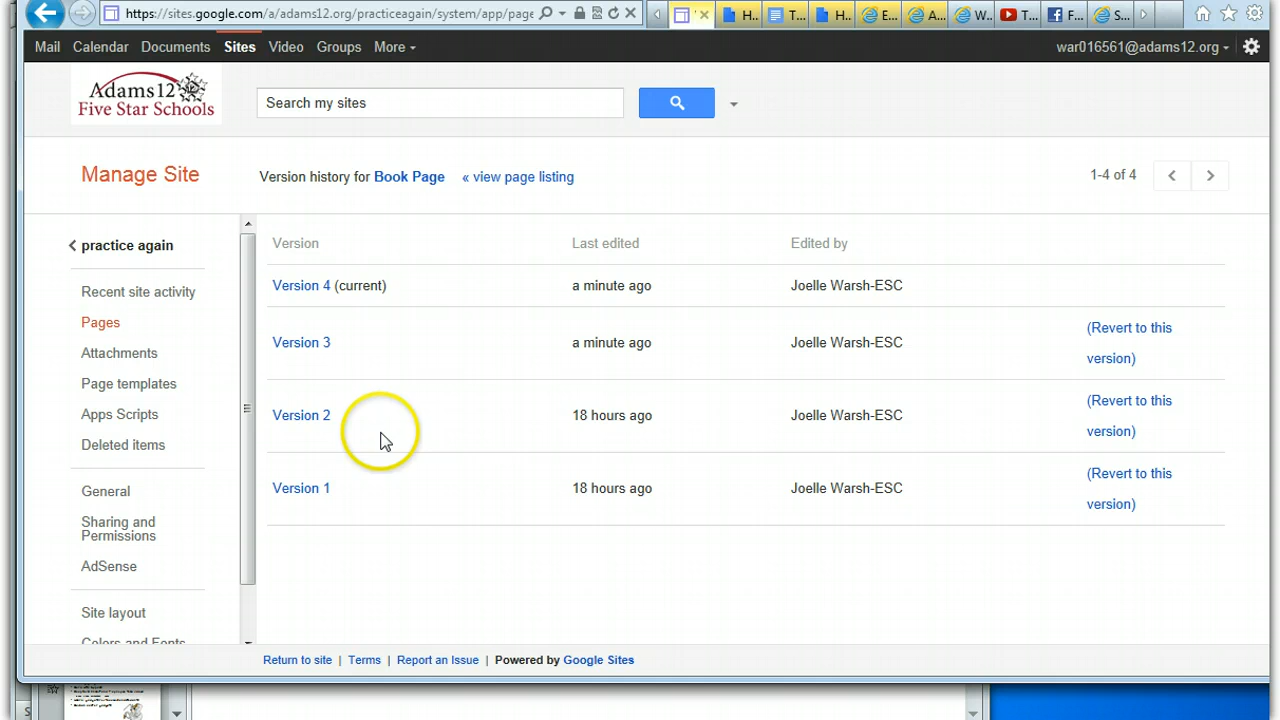 https://sites.google.com/a/adams12.org/practiceagain/system/app/page
H... T... H... E... A... W... T... F... S...
Mail Calendar Documents Sites Video Groups More war016561@adams12.org
Adams12
Five Star Schools
Search my sites
Manage Site Version history for Book Page « view page listing 1-4 of 4
practice again
Version Last edited Edited by
Version 4 (current) a minute ago Joelle Warsh-ESC
Version 3 a minute ago Joelle Warsh-ESC (Revert to this
version)
Version 2 18 hours ago Joelle Warsh-ESC (Revert to this
version)
Version 1 18 hours ago Joelle Warsh-ESC (Revert to this
version)
Recent site activity
Pages
Attachments
Page templates
Apps Scripts
Deleted items
General
Sharing and
Permissions
AdSense
Site layout
Colors and Fonts
Return to site | Terms | Report an Issue | Powered by Google Sites